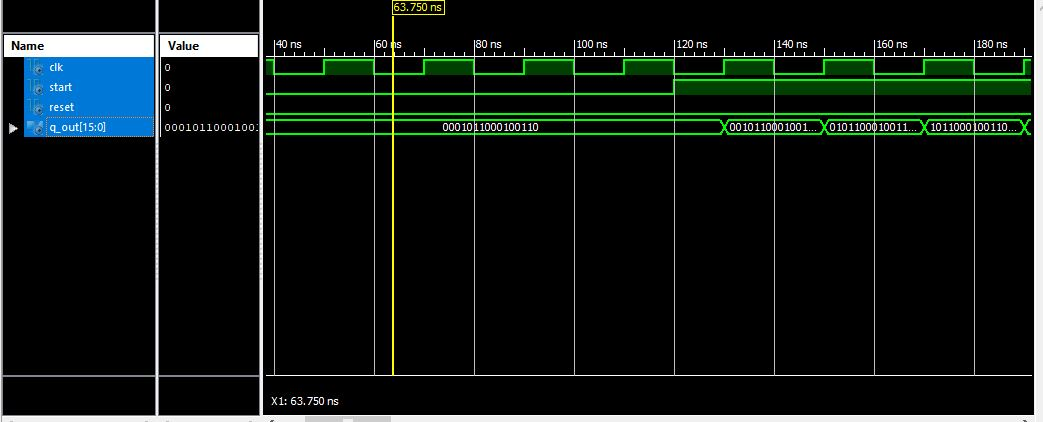 63.750 ns
Name Value
40 ns 60 ns 80 ns 100 ns 120 ns 140 ns 160 ns 180 ns
clk 0
start 0
reset 0
q_out[15:0] 0001011000100 0001011000100110 0010110001001... 0101100010011... 1011000100110...
X1: 63.750 ns